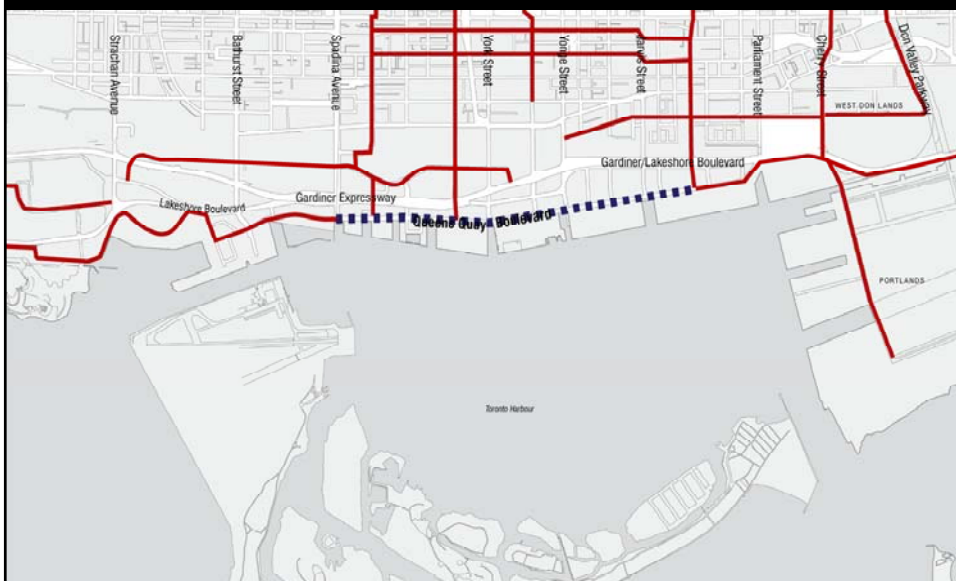 Strachan Avenue
Bathurst Street
Spadina Avenue
York Street
Yonge Street
Jarvis Street
Parliament Street
Cherry Street
Don Valley Parkway
WEST DON LANDS
Gardiner/Lakeshore Boulevard
Gardiner Expressway
Lakeshore Boulevard
Queens Quay Boulevard
PORTLANDS
Toronto Harbour